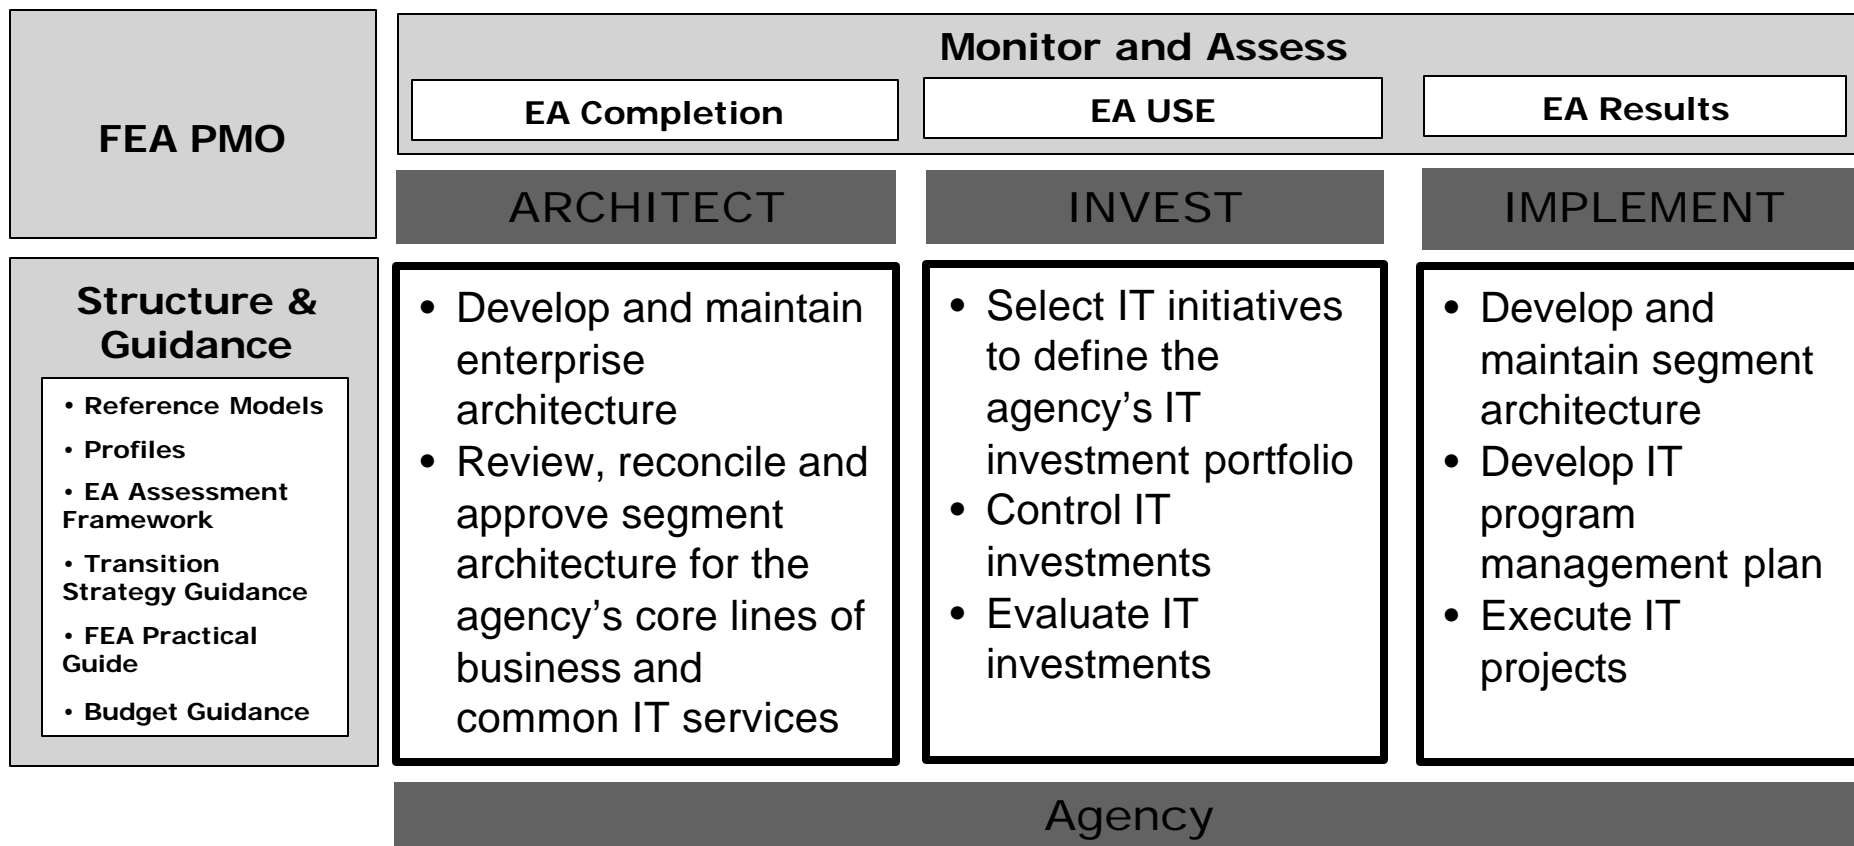 FEA PMO
Monitor and Assess
EA Completion
EA USE
EA Results
ARCHITECT
INVEST
IMPLEMENT
Structure &
Guidance
• Reference Models
• Profiles
• EA Assessment
Framework
• Transition
Strategy Guidance
• FEA Practical
Guide
• Budget Guidance
• Develop and maintain
enterprise
architecture
• Review, reconcile and
approve segment
architecture for the
agency’s core lines of
business and
common IT services
• Select IT initiatives
to define the
agency’s IT
investment portfolio
• Control IT
investments
• Evaluate IT
investments
• Develop and
maintain segment
architecture
• Develop IT
program
management plan
• Execute IT
projects
Agency